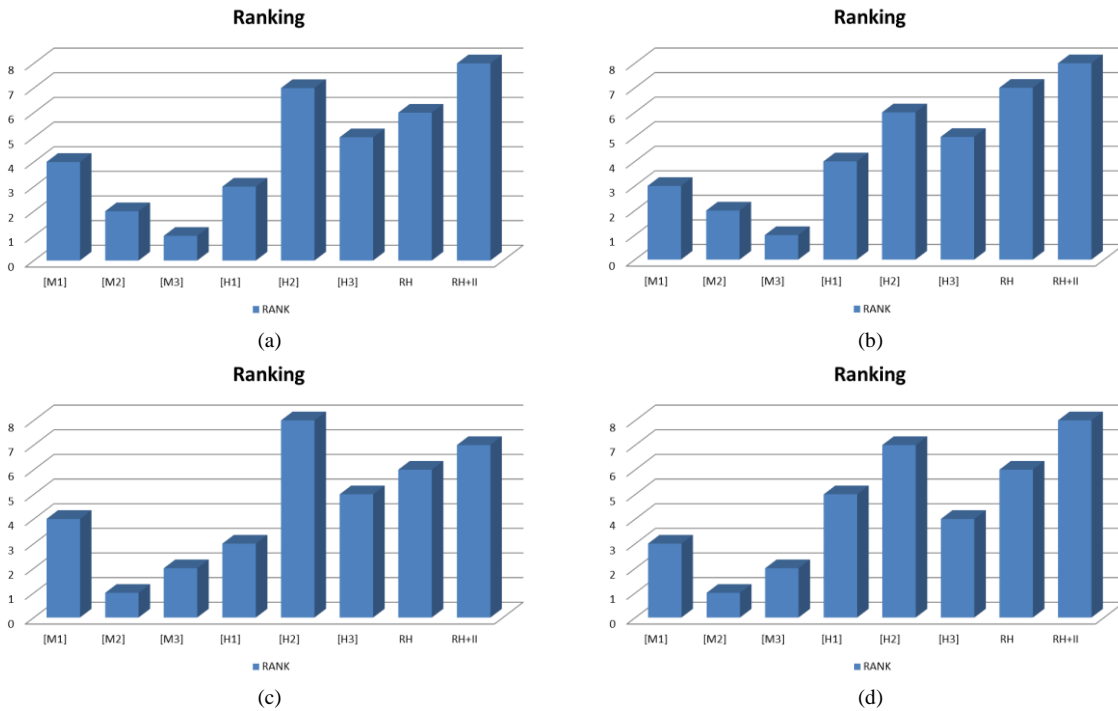 Ranking
8
7
6
5
4
3
2
1
0
[M1] [M2] [M3] [H1] [H2] [H3] RH RH+II
RANK
(a)
Ranking
8
7
6
5
4
3
2
1
0
[M1] [M2] [M3] [H1] [H2] [H3] RH RH+II
RANK
(b)
Ranking
8
7
6
5
4
3
2
1
0
[M1] [M2] [M3] [H1] [H2] [H3] RH RH+II
RANK
(c)
Ranking
8
7
6
5
4
3
2
1
0
[M1] [M2] [M3] [H1] [H2] [H3] RH RH+II
RANK
(d)